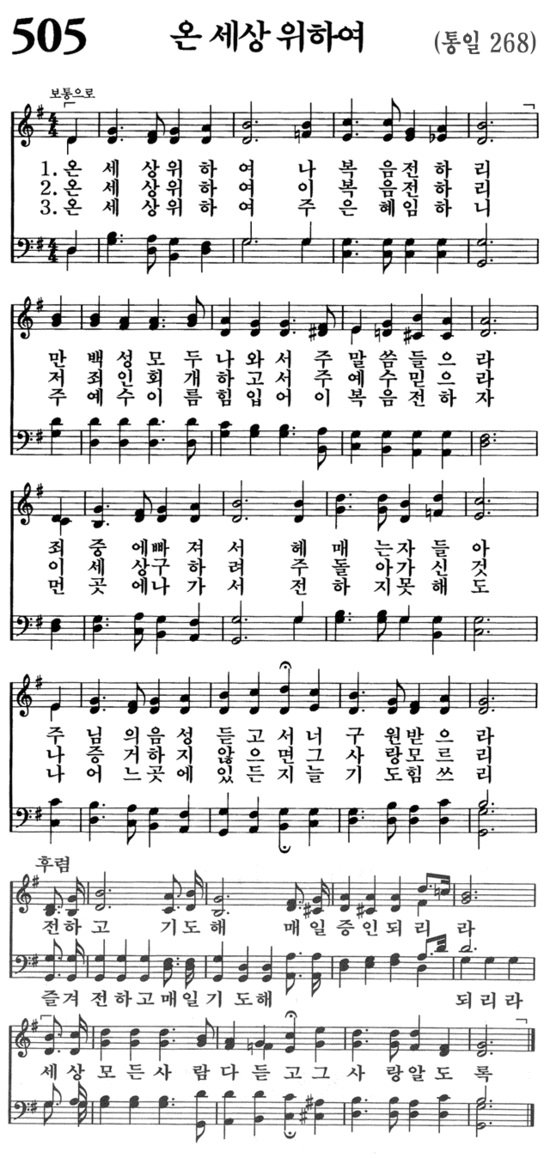 505 온 세상 위하여 (통일 268)
보통으로
1. 온 세 상위 하 여 나 복 음전 하 리
2. 온 세 상위 하 여 이 복 음전 하 리
3. 온 세 상위 하 여 주 은 혜임 하 니
만 백 성모 두 나 와 서 주 말 씀 들 으 라
저 죄 인회 개 하 고 서 주 예 수 믿 으 라
주 예 수이 름 힘 입 어 이 복 음 전 하 자
죄 중 에빠 져 서 헤 매 는자 들 아
이 세 상구 하 려 주 돌 아가 신 것
먼 곳 에나 가 서 전 하 지못 해 도
주 님 의음 성 듣 고 서 너 구 원받 으 라
나 증 거하 지 않 으 면 그 사 랑모 르 리
나 어 느곳 에 있 든 지 늘 기 도힘 쓰 리
후렴
전하 고 기도 해 매 일 증 인되 리 라
즐겨 전하고매일기 도해 되리라
세 상 모 든사 람 다 듣 고그 사 랑알 도 록